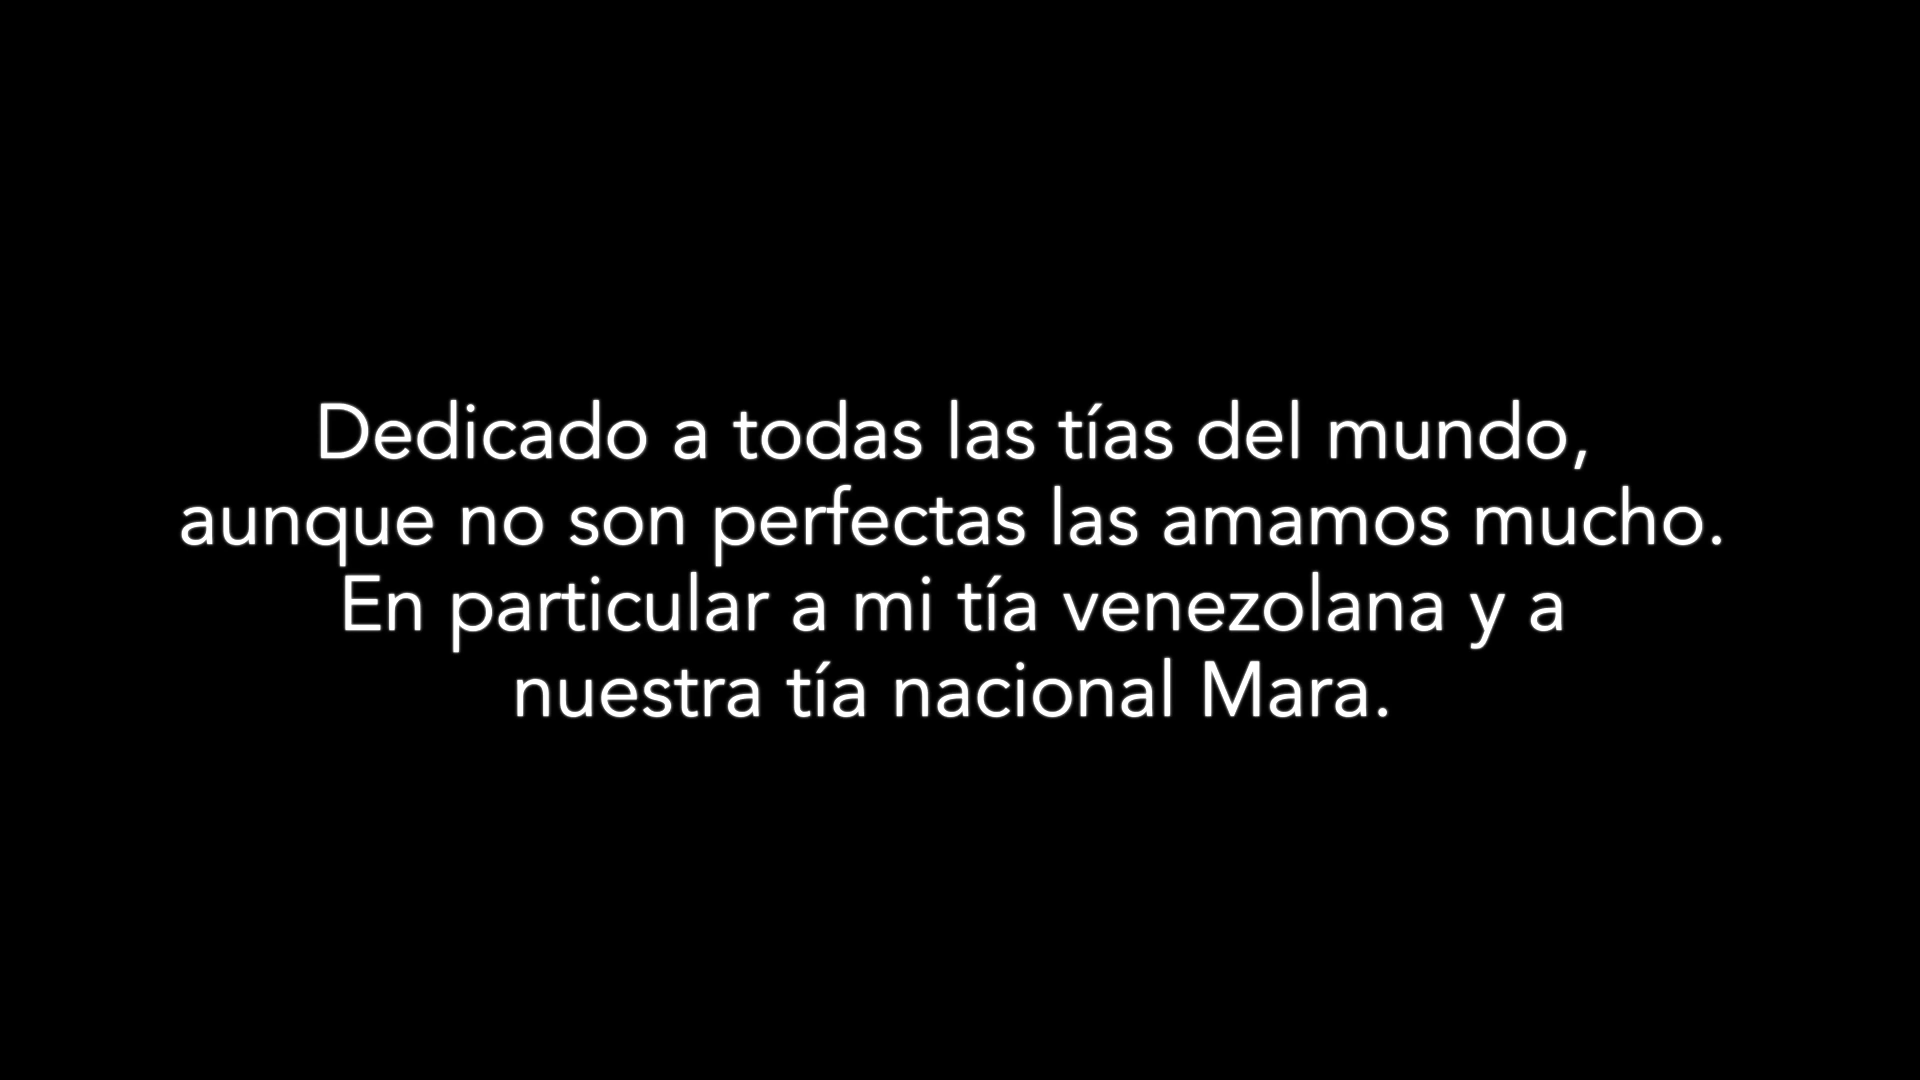 Dedicado a todas las tías del mundo,
aunque no son perfectas las amamos mucho.
En particular a mi tía venezolana y a
nuestra tía nacional Mara.